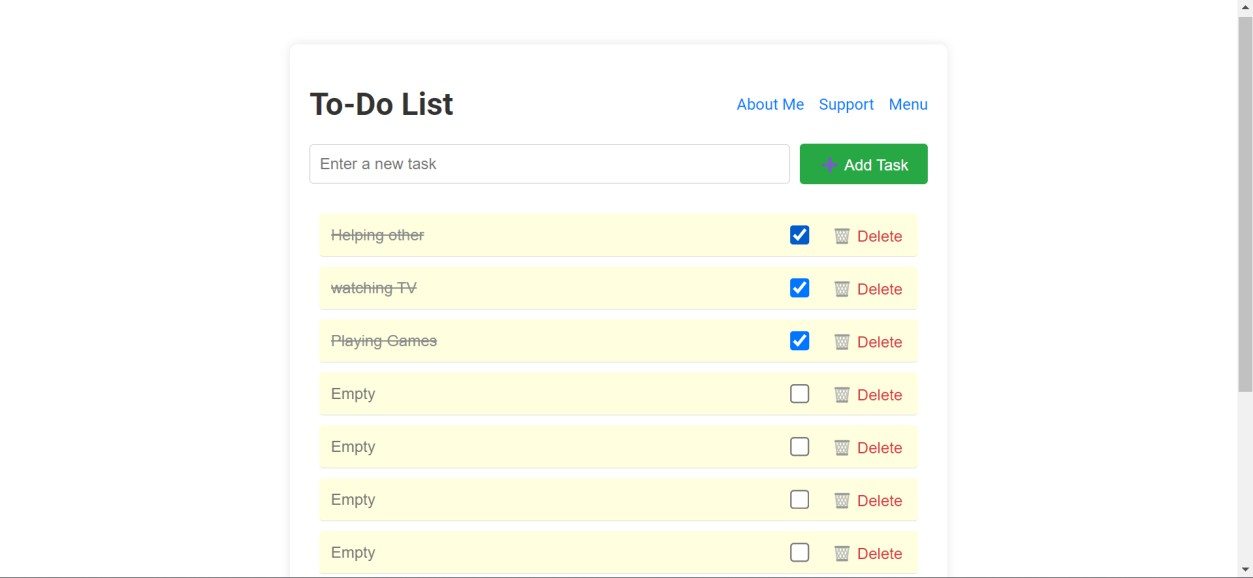 To-Do List
About Me Support Menu
Enter a new task
Add Task
Helping other
Delete
watching TV
Delete
Playing Games
Delete
Empty
Delete
Empty
Delete
Empty
Delete
Empty
Delete